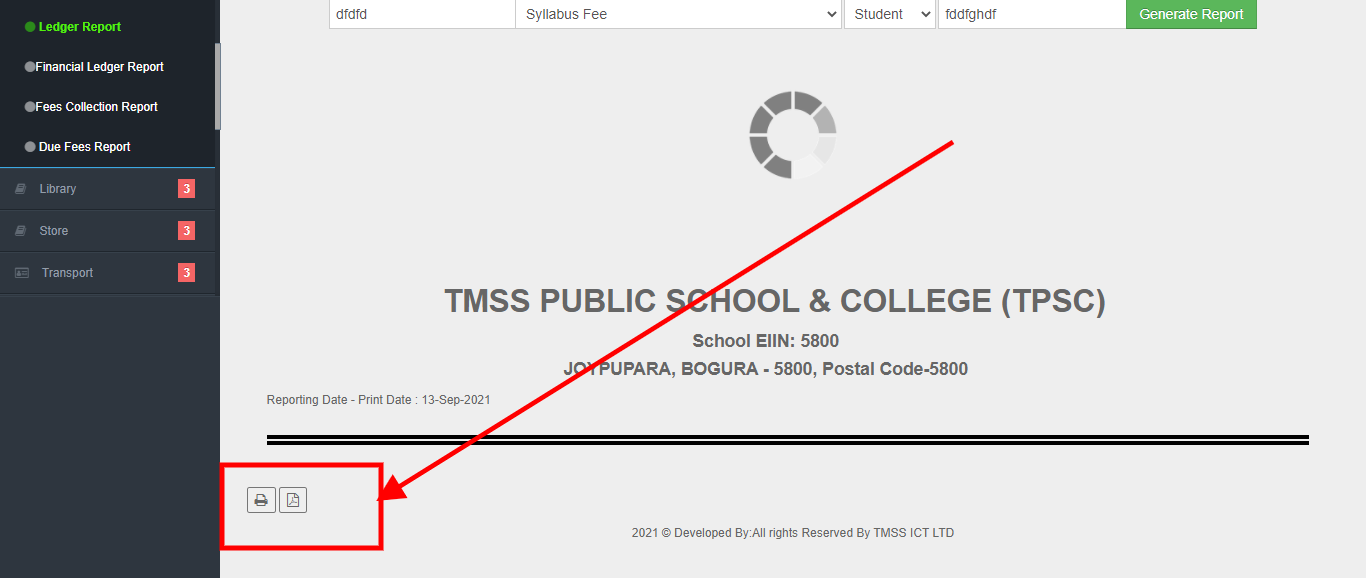 Ledger Report
Financial Ledger Report
Fees Collection Report
Due Fees Report
Library 3
Store 3
Transport 3
dfdfd Syllabus Fee Student fddfghdf Generate Report
TMSS PUBLIC SCHOOL & COLLEGE (TPSC)
School EIIN: 5800
JOYPUPARA, BOGURA - 5800, Postal Code-5800
Reporting Date - Print Date : 13-Sep-2021
2021 © Developed By:All rights Reserved By TMSS ICT LTD